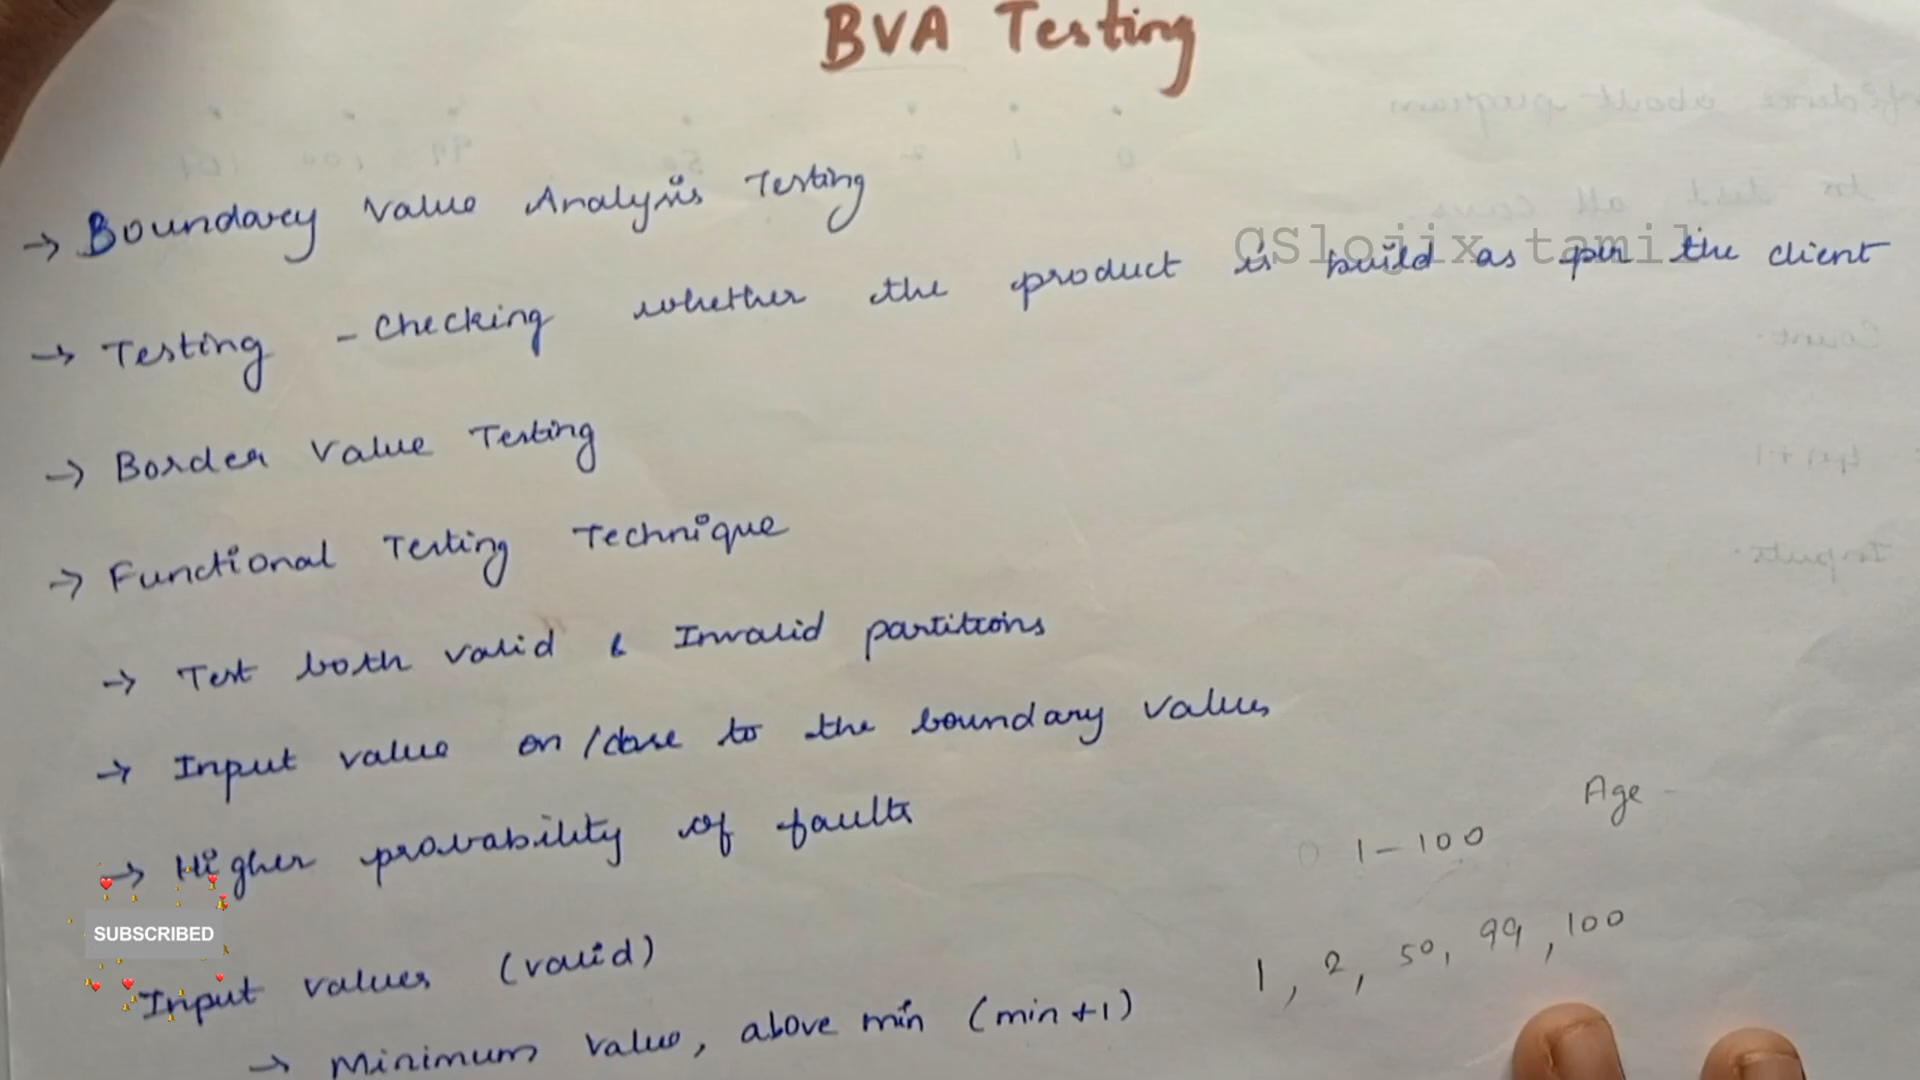 BVA Testing
→ Boundary Value Analysis Testing
CSlojix tamil
→ Testing - Checking whether the product is build as per the client
→ Border Value Testing
→ Functional Testing Technique
→ Test both valid & Invalid partitions
→ Input value on/close to the boundary values
→ Higher probability of faults
Age -
1-100
SUBSCRIBED
Input values (valid)
1, 2, 50, 99, 100
→ Minimum value, above min (min+1)